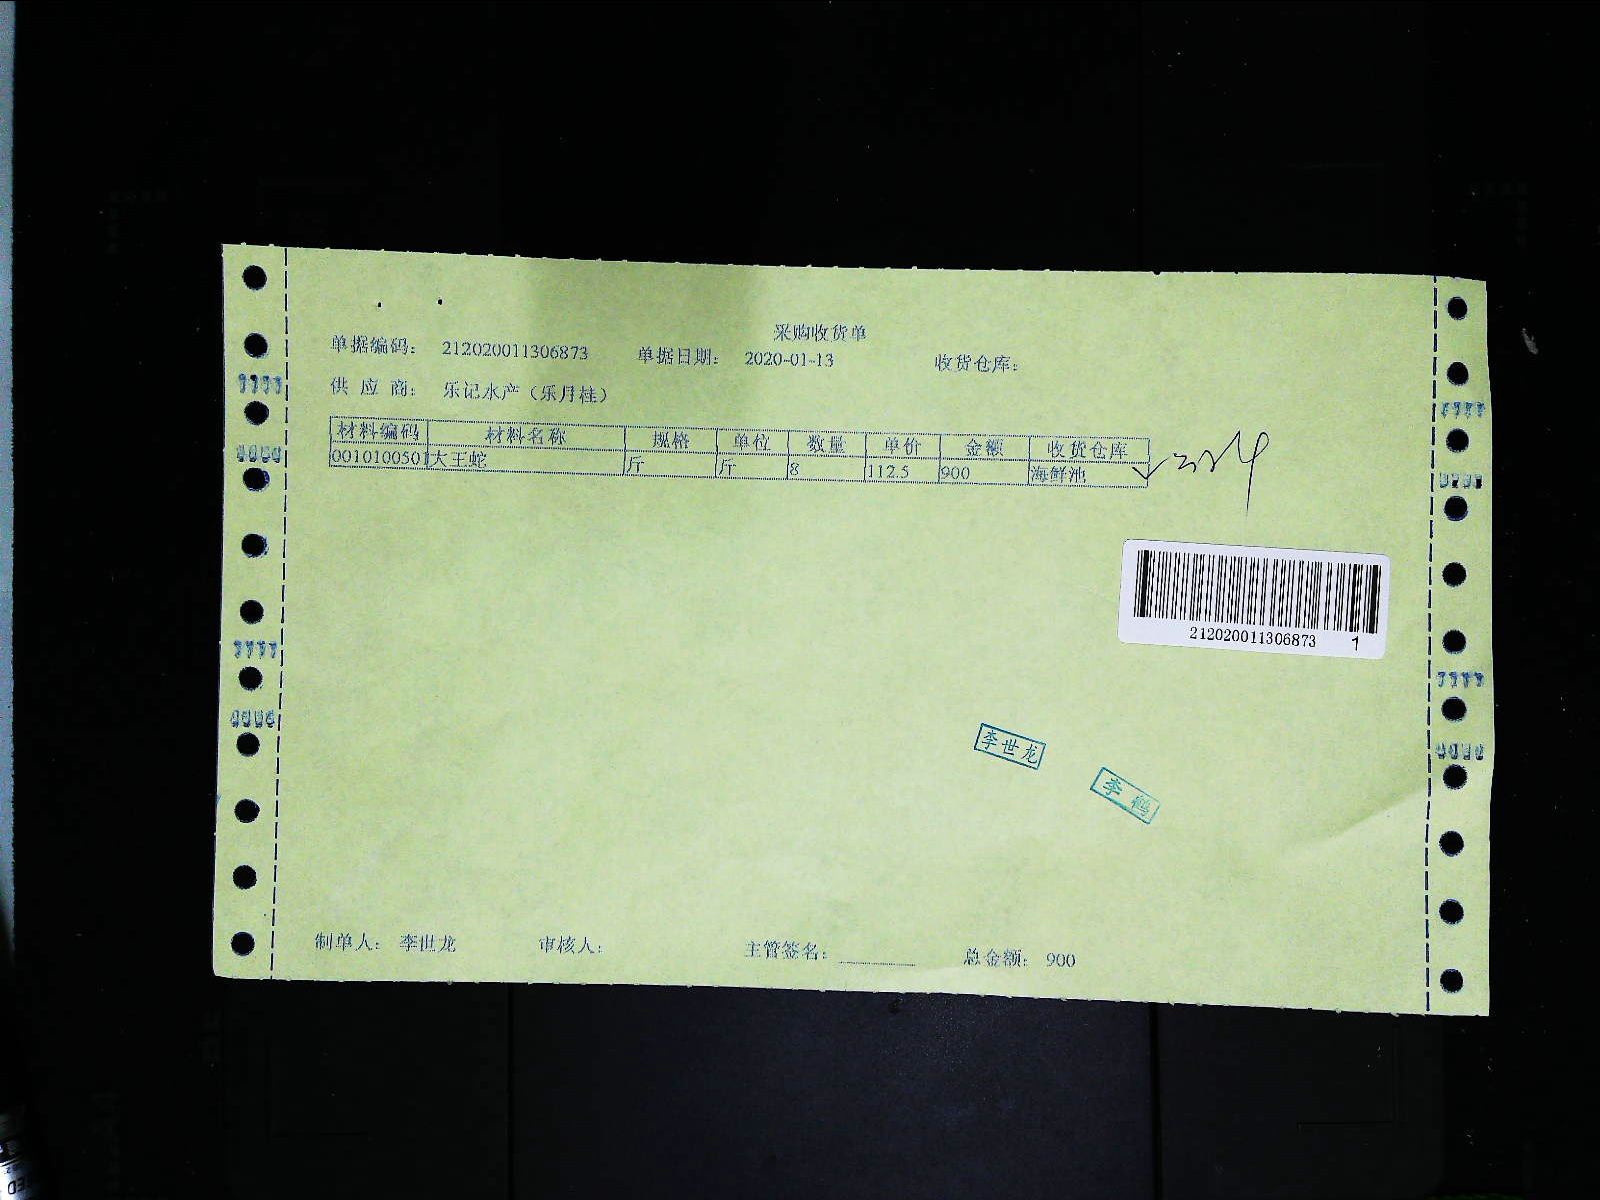 采购收货单
单据编码: 212020011306873 单据日期: 2020-01-13 收货仓库:
供 应 商: 乐记水产（乐月桂）
材料编码 材料名称 规格 单位 数量 单价 金额 收货仓库
0010100501 大王蛇 斤 斤 8 112.5 900 海鲜池
212020011306873 1
李世龙
李鹤
制单人: 李世龙 审核人: 主管签名: 总金额: 900